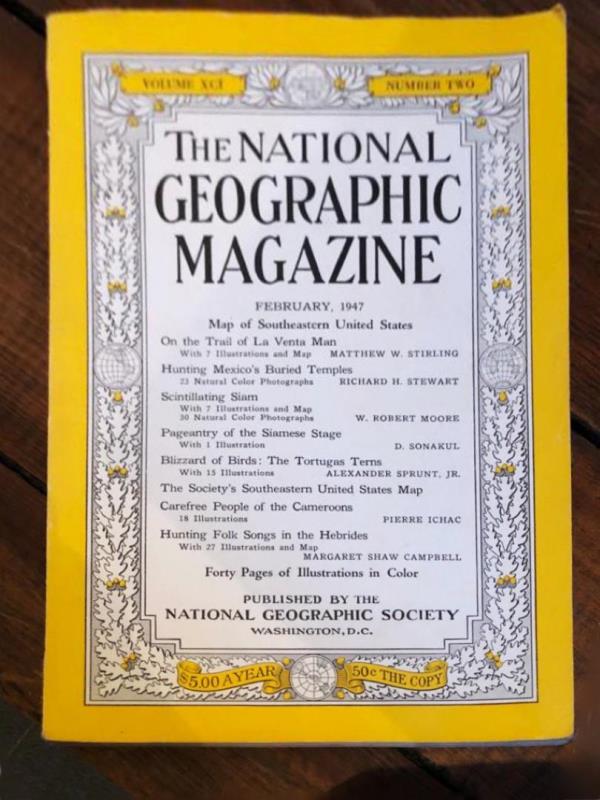 VOLUME XCI NUMBER TWO
THE NATIONAL
GEOGRAPHIC
MAGAZINE
FEBRUARY, 1947
Map of Southeastern United States
On the Trail of La Venta Man
With 7 Illustrations and Map MATTHEW W. STIRLING
Hunting Mexico's Buried Temples
23 Natural Color Photographs RICHARD H. STEWART
Scintillating Siam
With 7 Illustrations and Map
30 Natural Color Photographs W. ROBERT MOORE
Pageantry of the Siamese Stage
With 1 Illustration D. SONAKUL
Blizzard of Birds: The Tortugas Terns
With 15 Illustrations ALEXANDER SPRUNT, JR.
The Society's Southeastern United States Map
Carefree People of the Cameroons
18 Illustrations PIERRE ICHAC
Hunting Folk Songs in the Hebrides
With 27 Illustrations and Map
MARGARET SHAW CAMPBELL
Forty Pages of Illustrations in Color
PUBLISHED BY THE
NATIONAL GEOGRAPHIC SOCIETY
WASHINGTON, D.C.
$5.00 A YEAR 50¢ THE COPY